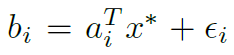 b_i = a_i^T x^* + ϵ_i